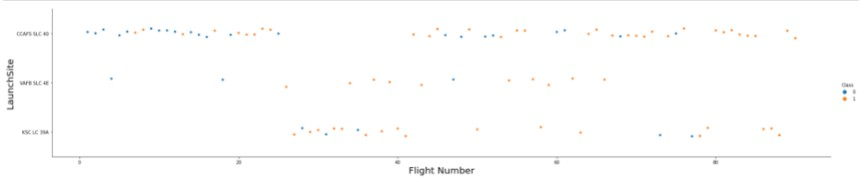 CCAFS SLC 40
VAFB SLC 4E
KSC LC 39A
LaunchSite
0 20 40 60 80
Flight Number
Class
0
1